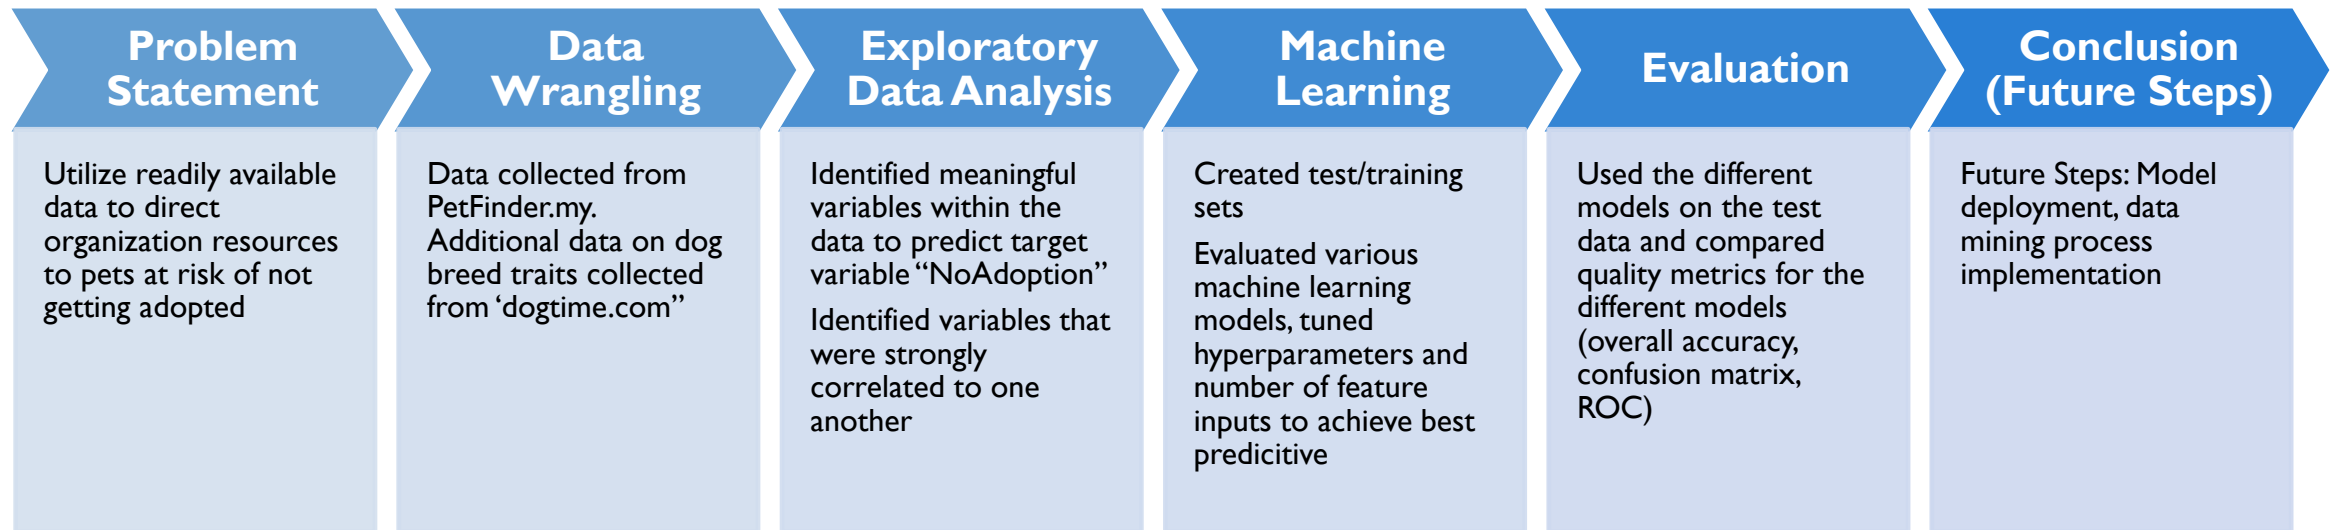 Problem
Statement
Utilize readily available
data to direct
organization resources
to pets at risk of not
getting adopted
Data
Wrangling
Data collected from
PetFinder.my.
Additional data on dog
breed traits collected
from ‘dogtime.com”
Exploratory
Data Analysis
Identified meaningful
variables within the
data to predict target
variable “NoAdoption”
Identified variables that
were strongly
correlated to one
another
Machine
Learning
Created test/training
sets
Evaluated various
machine learning
models, tuned
hyperparameters and
number of feature
inputs to achieve best
predicitive
Evaluation
Used the different
models on the test
data and compared
quality metrics for the
different models
(overall accuracy,
confusion matrix,
ROC)
Conclusion
(Future Steps)
Future Steps: Model
deployment, data
mining process
implementation